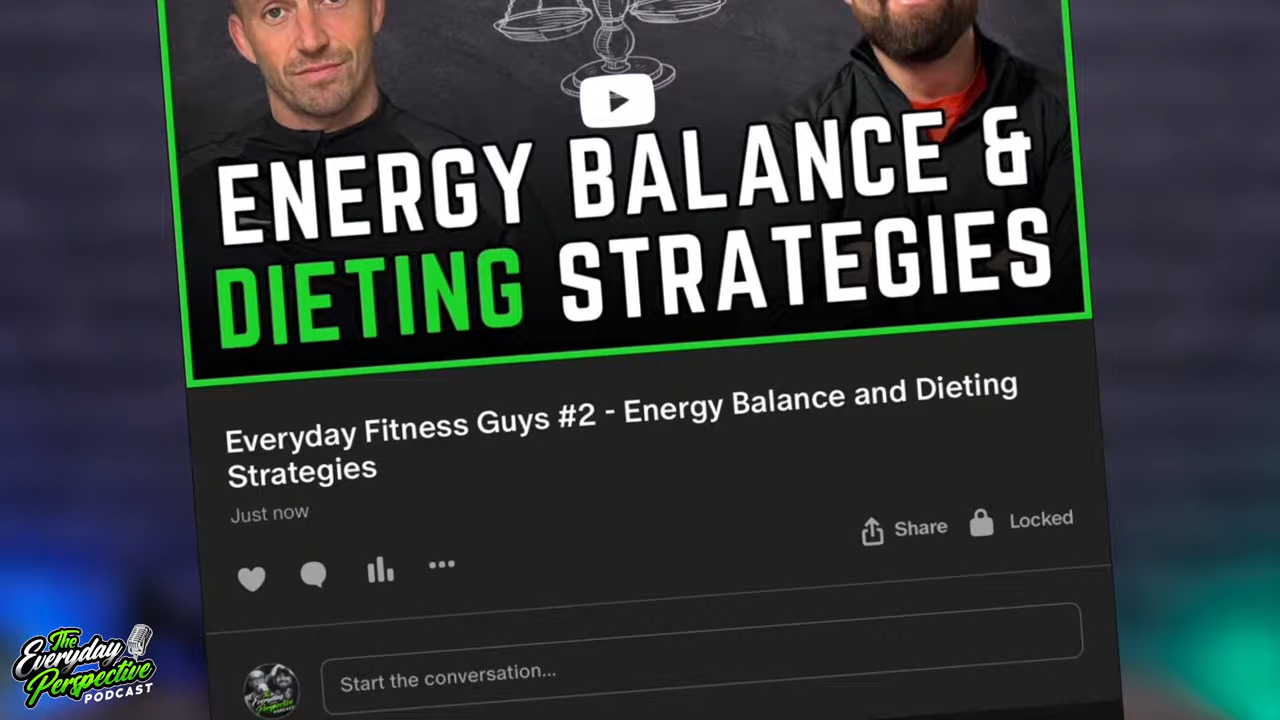 ENERGY BALANCE &
DIETING STRATEGIES
Everyday Fitness Guys #2 - Energy Balance and Dieting
Strategies
Just now
Share
Locked
Start the conversation...
The
Everyday
Perspective
PODCAST